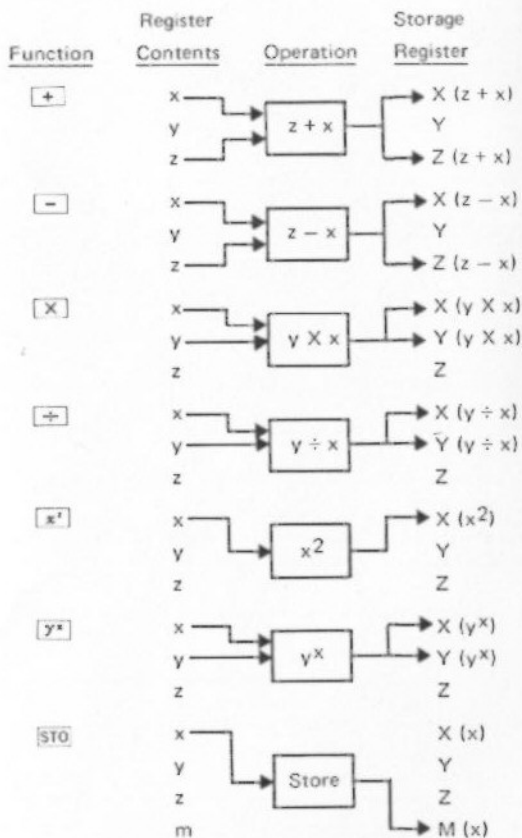 Register Storage
Function Contents Operation Register
+ x X (z + x)
y z + x Y
z Z (z + x)
− x X (z − x)
y z − x Y
z Z (z − x)
X x X (y X x)
y y X x Y (y X x)
z Z
÷ x X (y ÷ x)
y y ÷ x Y (y ÷ x)
z Z
x² x X (x²)
y x² Y
z Z
yˣ x X (yˣ)
y yˣ Y (yˣ)
z Z
STO x X (x)
y Store Y
z Z
m M (x)